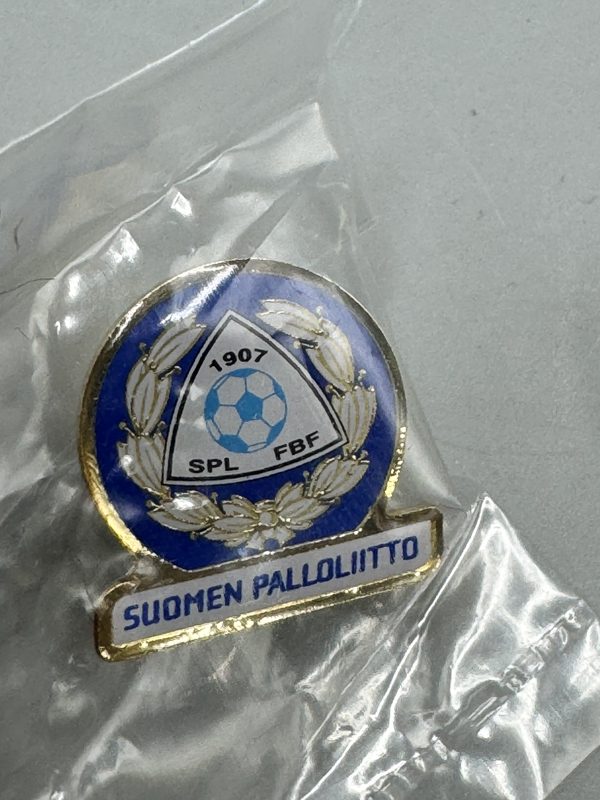 1907
SPL FBF
SUOMEN PALLOLIITTO